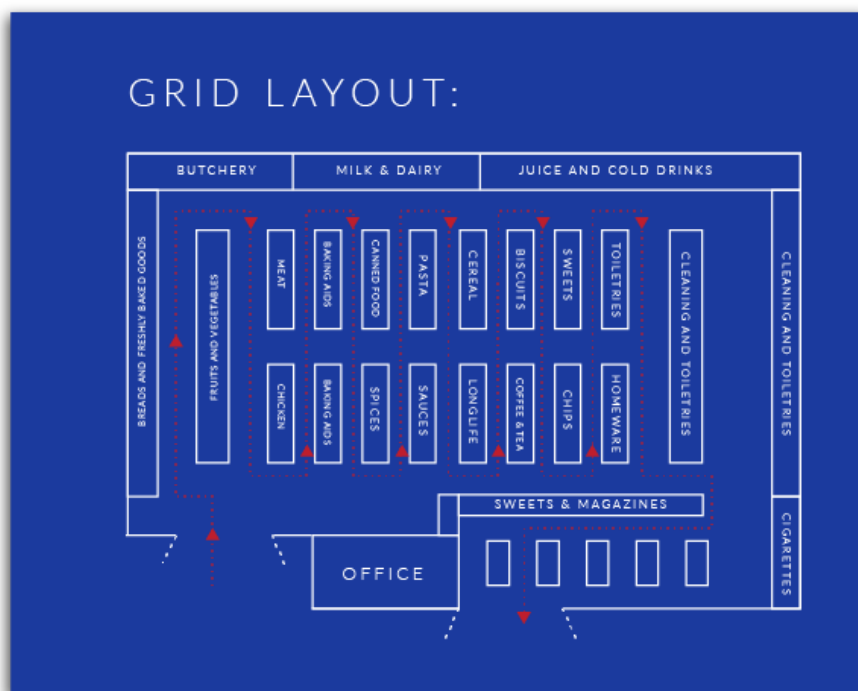 GRID LAYOUT:
BUTCHERY
MILK & DAIRY
JUICE AND COLD DRINKS
BREADS AND FRESHLY BAKED GOODS
FRUITS AND VEGETABLES
MEAT
BAKING AIDS
CANNED FOOD
PASTA
CEREAL
BISCUITS
SWEETS
TOILETRIES
CLEANING AND TOILETRIES
CLEANING AND TOILETRIES
CHICKEN
BAKING AIDS
SPICES
SAUCES
LONGLIFE
COFFEE & TEA
CHIPS
HOMEWARE
SWEETS & MAGAZINES
CIGARETTES
OFFICE